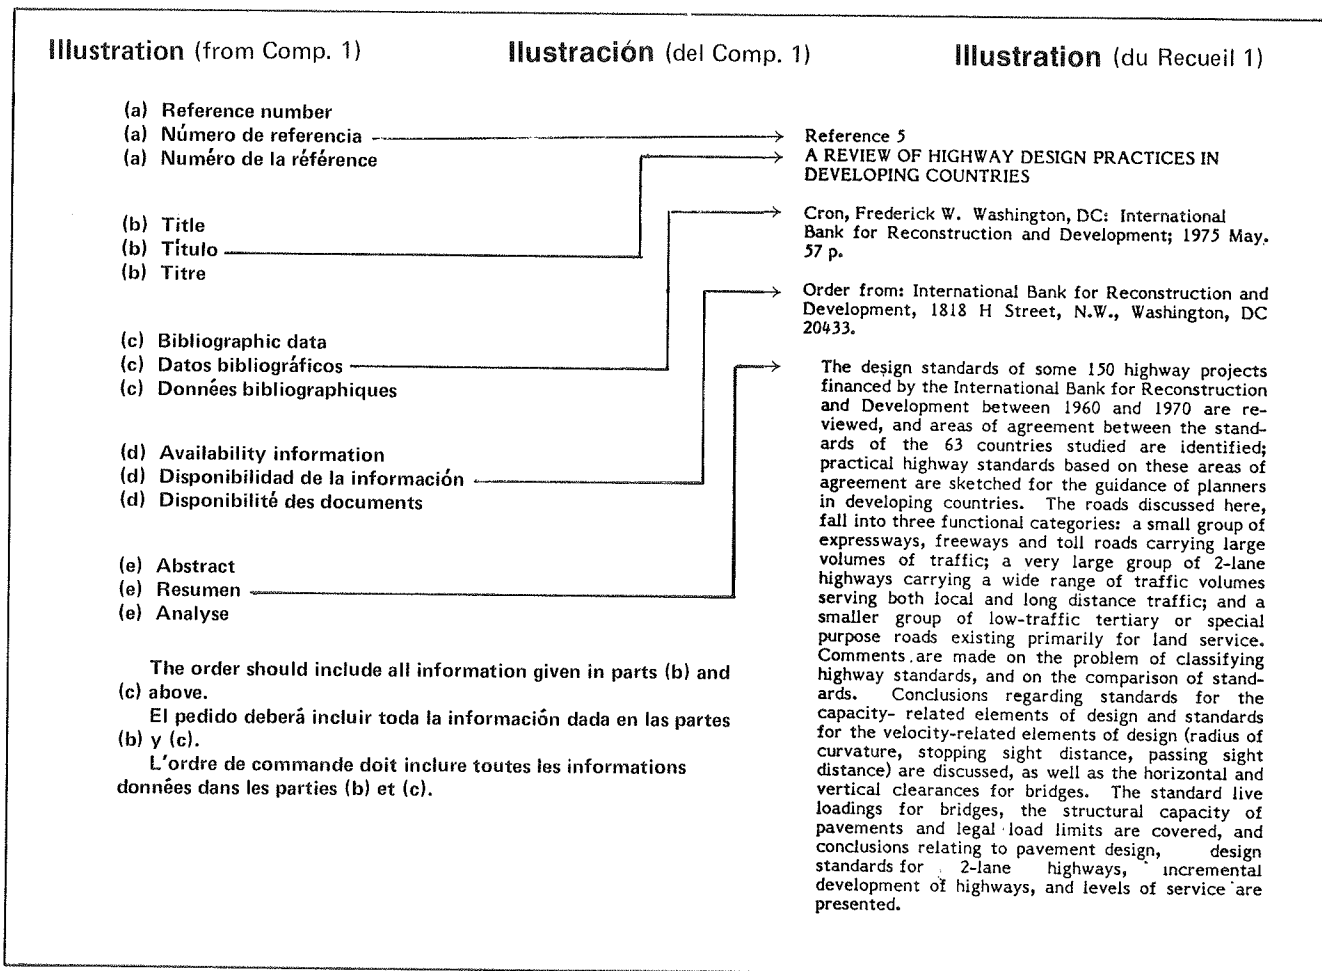 Illustration (from Comp. 1)
Ilustración (del Comp. 1)
Illustration (du Recueil 1)
(a) Reference number
(a) Número de referencia
(a) Numéro de la référence
(b) Title
(b) Título
(b) Titre
(c) Bibliographic data
(c) Datos bibliográficos
(c) Données bibliographiques
(d) Availability information
(d) Disponibilidad de la información
(d) Disponibilité des documents
(e) Abstract
(e) Resumen
(e) Analyse
The order should include all information given in parts (b) and
(c) above.
El pedido deberá incluir toda la información dada en las partes
(b) y (c).
L'ordre de commande doit inclure toutes les informations
données dans les parties (b) et (c).
Reference 5
A REVIEW OF HIGHWAY DESIGN PRACTICES IN
DEVELOPING COUNTRIES
Cron, Frederick W. Washington, DC: International
Bank for Reconstruction and Development; 1975 May.
57 p.
Order from: International Bank for Reconstruction and
Development, 1818 H Street, N.W., Washington, DC
20433.
The design standards of some 150 highway projects
financed by the International Bank for Reconstruction
and Development between 1960 and 1970 are re-
viewed, and areas of agreement between the stand-
ards of the 63 countries studied are identified;
practical highway standards based on these areas of
agreement are sketched for the guidance of planners
in developing countries. The roads discussed here,
fall into three functional categories: a small group of
expressways, freeways and toll roads carrying large
volumes of traffic; a very large group of 2-lane
highways carrying a wide range of traffic volumes
serving both local and long distance traffic; and a
smaller group of low-traffic tertiary or special
purpose roads existing primarily for land service.
Comments are made on the problem of classifying
highway standards, and on the comparison of stand-
ards. Conclusions regarding standards for the
capacity- related elements of design and standards
for the velocity-related elements of design (radius of
curvature, stopping sight distance, passing sight
distance) are discussed, as well as the horizontal and
vertical clearances for bridges. The standard live
loadings for bridges, the structural capacity of
pavements and legal load limits are covered, and
conclusions relating to pavement design, design
standards for 2-lane highways, incremental
development of highways, and levels of service are
presented.